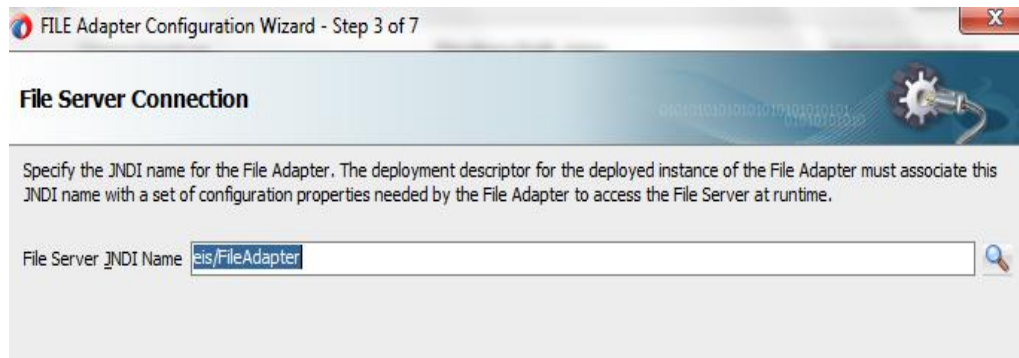 FILE Adapter Configuration Wizard - Step 3 of 7
File Server Connection
Specify the JNDI name for the File Adapter. The deployment descriptor for the deployed instance of the File Adapter must associate this
JNDI name with a set of configuration properties needed by the File Adapter to access the File Server at runtime.
File Server JNDI Name eis/FileAdapter